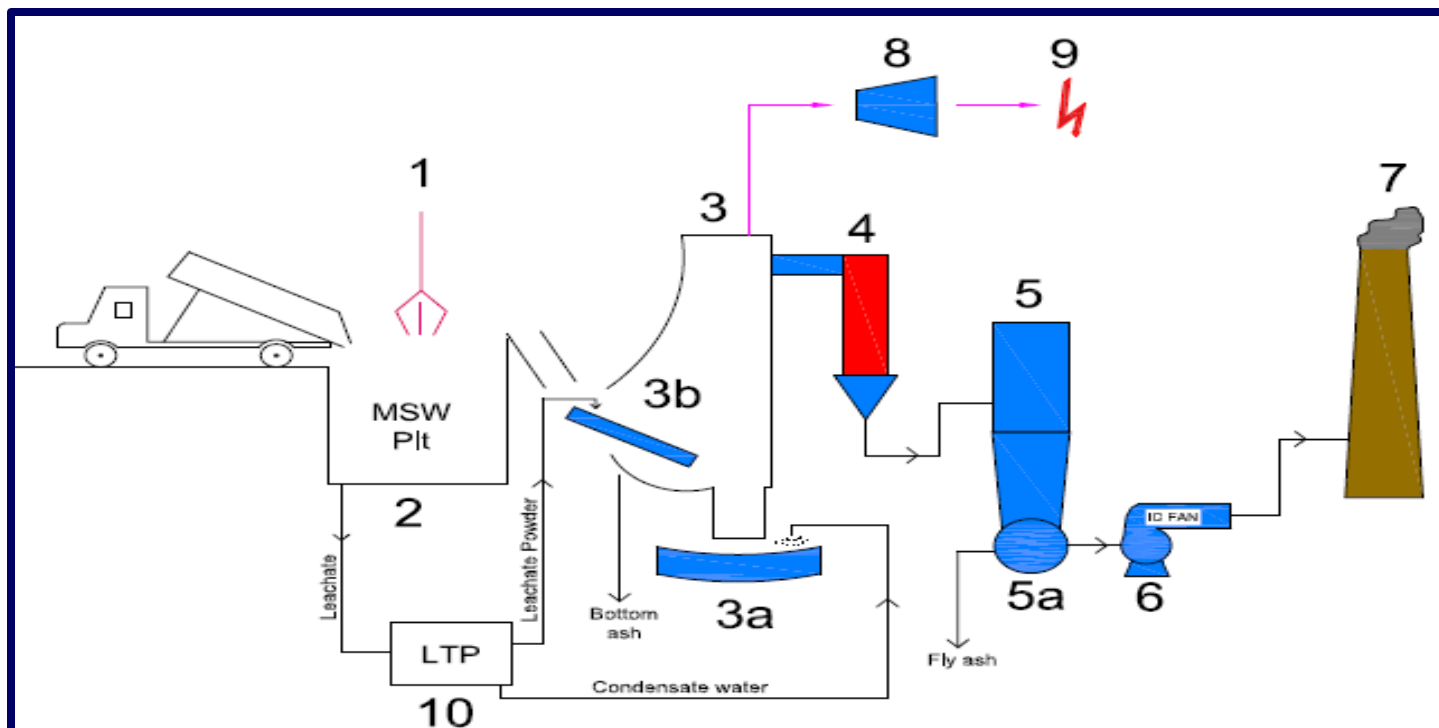 8
9
1
3
7
4
5
3b
MSW
Plt
2
Leachate
Leachate Powder
ID FAN
Bottom
ash
3a
5a
6
Fly ash
LTP
Condensate water
10